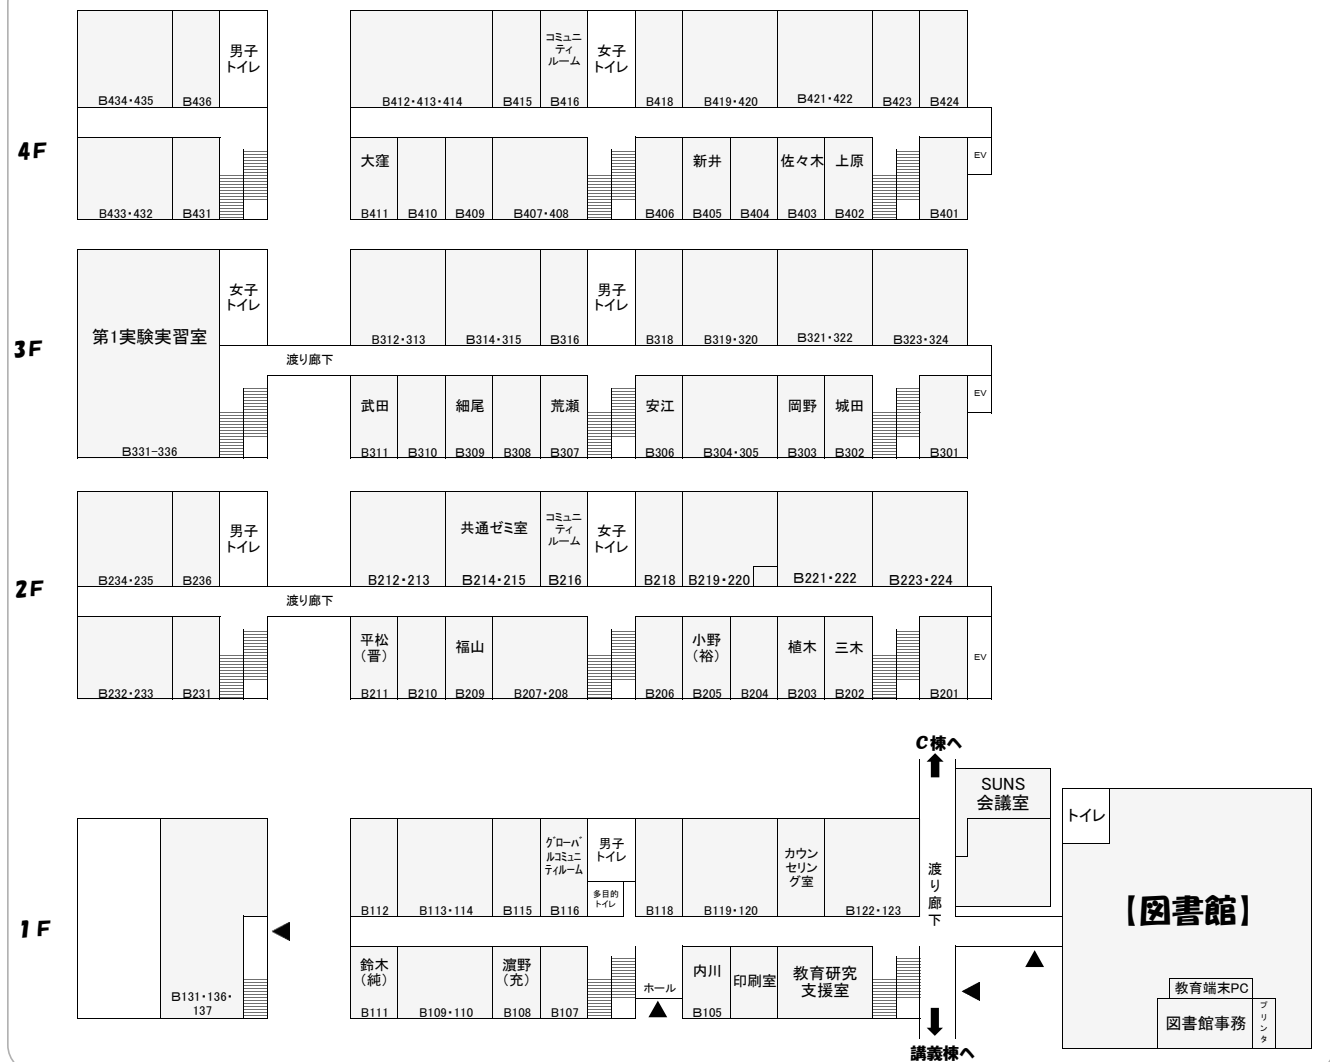 コミュニ
ティ
ルーム
男子
トイレ
女子
トイレ
B434・435
B436
B412・413・414
B415
B416
B418
B419・420
B421・422
B423
B424
4F
大窪
新井
佐々木
上原
EV
B433・432
B431
B411
B410
B409
B407・408
B406
B405
B404
B403
B402
B401
女子
トイレ
男子
トイレ
第1実験実習室
B312・313
B314・315
B316
B318
B319・320
B321・322
B323・324
3F
渡り廊下
武田
細尾
荒瀬
安江
岡野
城田
EV
B331-336
B311
B310
B309
B308
B307
B306
B304・305
B303
B302
B301
男子
トイレ
共通ゼミ室
コミュニ
ティ
ルーム
女子
トイレ
B234・235
B236
B212・213
B214・215
B216
B218
B219・220
B221・222
B223・224
2F
渡り廊下
平松
(晋)
福山
小野
(裕)
植木
三木
EV
B232・233
B231
B211
B210
B209
B207・208
B206
B205
B204
B203
B202
B201
C棟へ
SUNS
会議室
トイレ
グローバ
ルコミュニ
ティルーム
男子
トイレ
多目的
トイレ
カウン
セリン
グ室
渡り廊下
B112
B113・114
B115
B116
B118
B119・120
B122・123
【図書館】
1F
鈴木
(純)
濵野
(充)
ホール
内川
印刷室
教育研究
支援室
B131・136・
137
B111
B109・110
B108
B107
B105
教育端末PC
図書館事務
プリンタ
講義棟へ